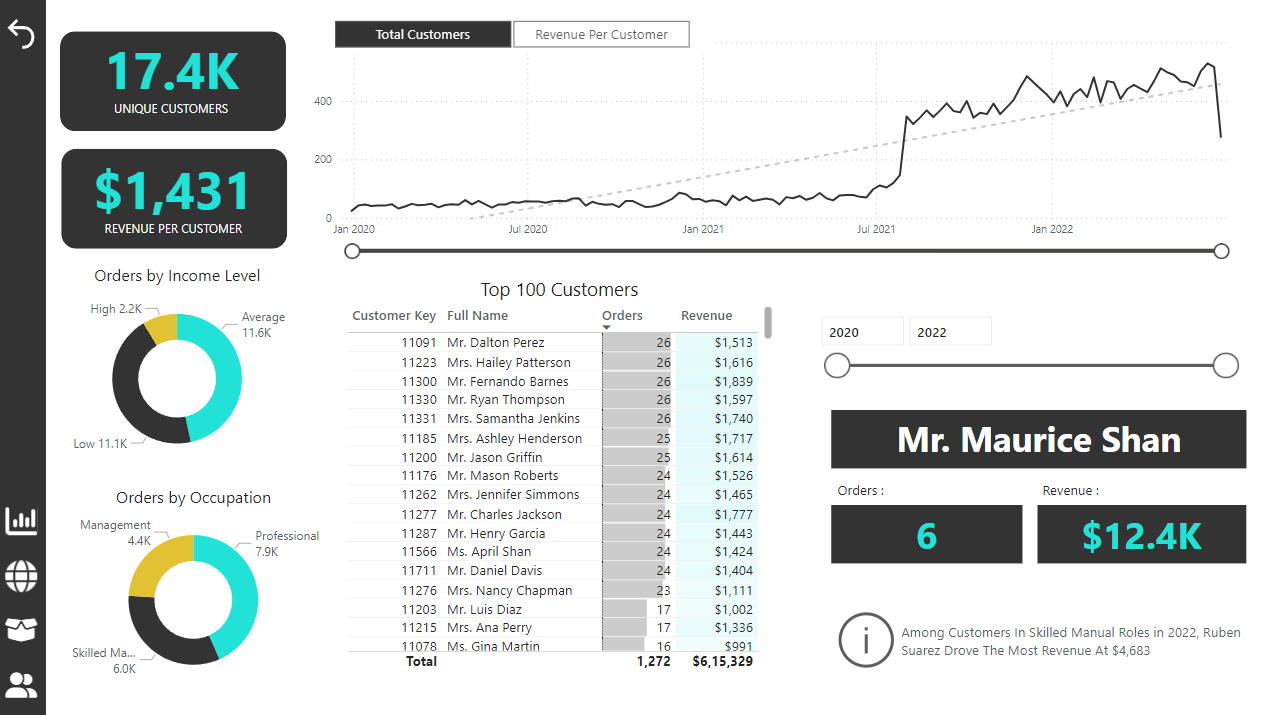 17.4K
UNIQUE CUSTOMERS
$1,431
REVENUE PER CUSTOMER
Total Customers
Revenue Per Customer
400
200
0
Jan 2020
Jul 2020
Jan 2021
Jul 2021
Jan 2022
Orders by Income Level
High 2.2K
Average
11.6K
Low 11.1K
Orders by Occupation
Management
4.4K
Professional
7.9K
Skilled Ma...
6.0K
Top 100 Customers
Customer Key Full Name Orders Revenue
11091 Mr. Dalton Perez 26 $1,513
11223 Mrs. Hailey Patterson 26 $1,616
11300 Mr. Fernando Barnes 26 $1,839
11330 Mr. Ryan Thompson 26 $1,597
11331 Mrs. Samantha Jenkins 26 $1,740
11185 Mrs. Ashley Henderson 25 $1,717
11200 Mr. Jason Griffin 25 $1,614
11176 Mr. Mason Roberts 24 $1,526
11262 Mrs. Jennifer Simmons 24 $1,465
11277 Mr. Charles Jackson 24 $1,777
11287 Mr. Henry Garcia 24 $1,443
11566 Ms. April Shan 24 $1,424
11711 Mr. Daniel Davis 24 $1,404
11276 Mrs. Nancy Chapman 23 $1,111
11203 Mr. Luis Diaz 17 $1,002
11215 Mrs. Ana Perry 17 $1,336
11078 Ms. Gina Martin 16 $991
Total 1,272 $6,15,329
2020
2022
Mr. Maurice Shan
Orders :
6
Revenue :
$12.4K
i
Among Customers In Skilled Manual Roles in 2022, Ruben
Suarez Drove The Most Revenue At $4,683